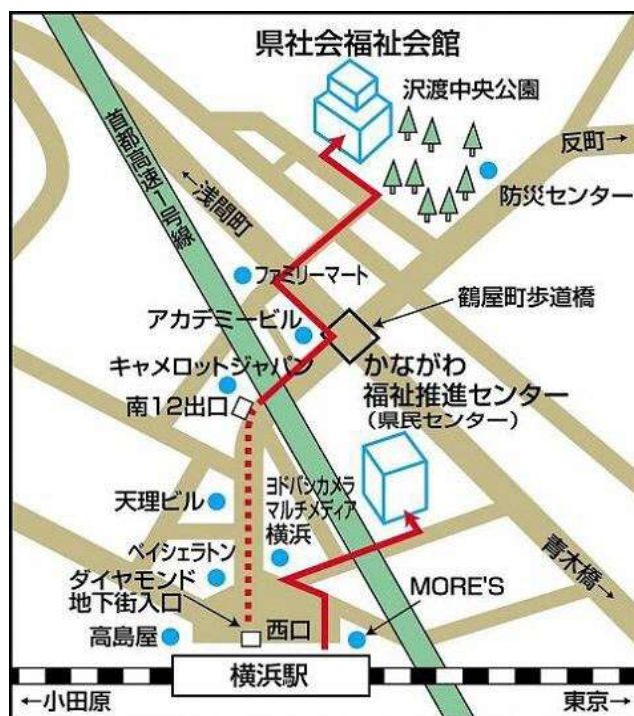 県社会福祉会館
沢渡中央公園
反町→
防災センター
首都高速1号線
←浅間町
ファミリーマート
アカデミービル
鶴屋町歩道橋
キャメロットジャパン
南12出口
かながわ
福祉推進センター
(県民センター)
天理ビル
ヨドバシカメラ
マルチメディア
横浜
ベイシェラトン
青木橋→
ダイヤモンド
地下街入口
MORE'S
高島屋
西口
横浜駅
←小田原
東京→